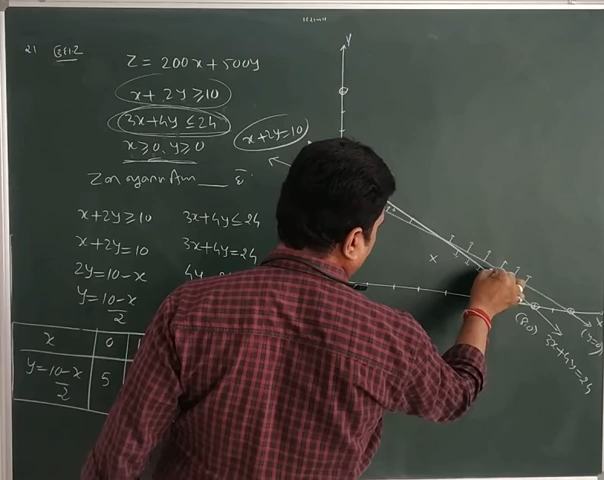 21
Z = 200x + 500y
x + 2y ≥ 10
3x + 4y ≤ 24
x ≥ 0, y ≥ 0
x + 2y = 10
x + 2y ≥ 10
3x + 4y ≤ 24
x + 2y = 10
3x + 4y = 24
2y = 10 - x
4y
y = 10 - x / 2
x 0
y = 10 - x / 2 5
y
x
(8,0)
3x + 4y = 24
x